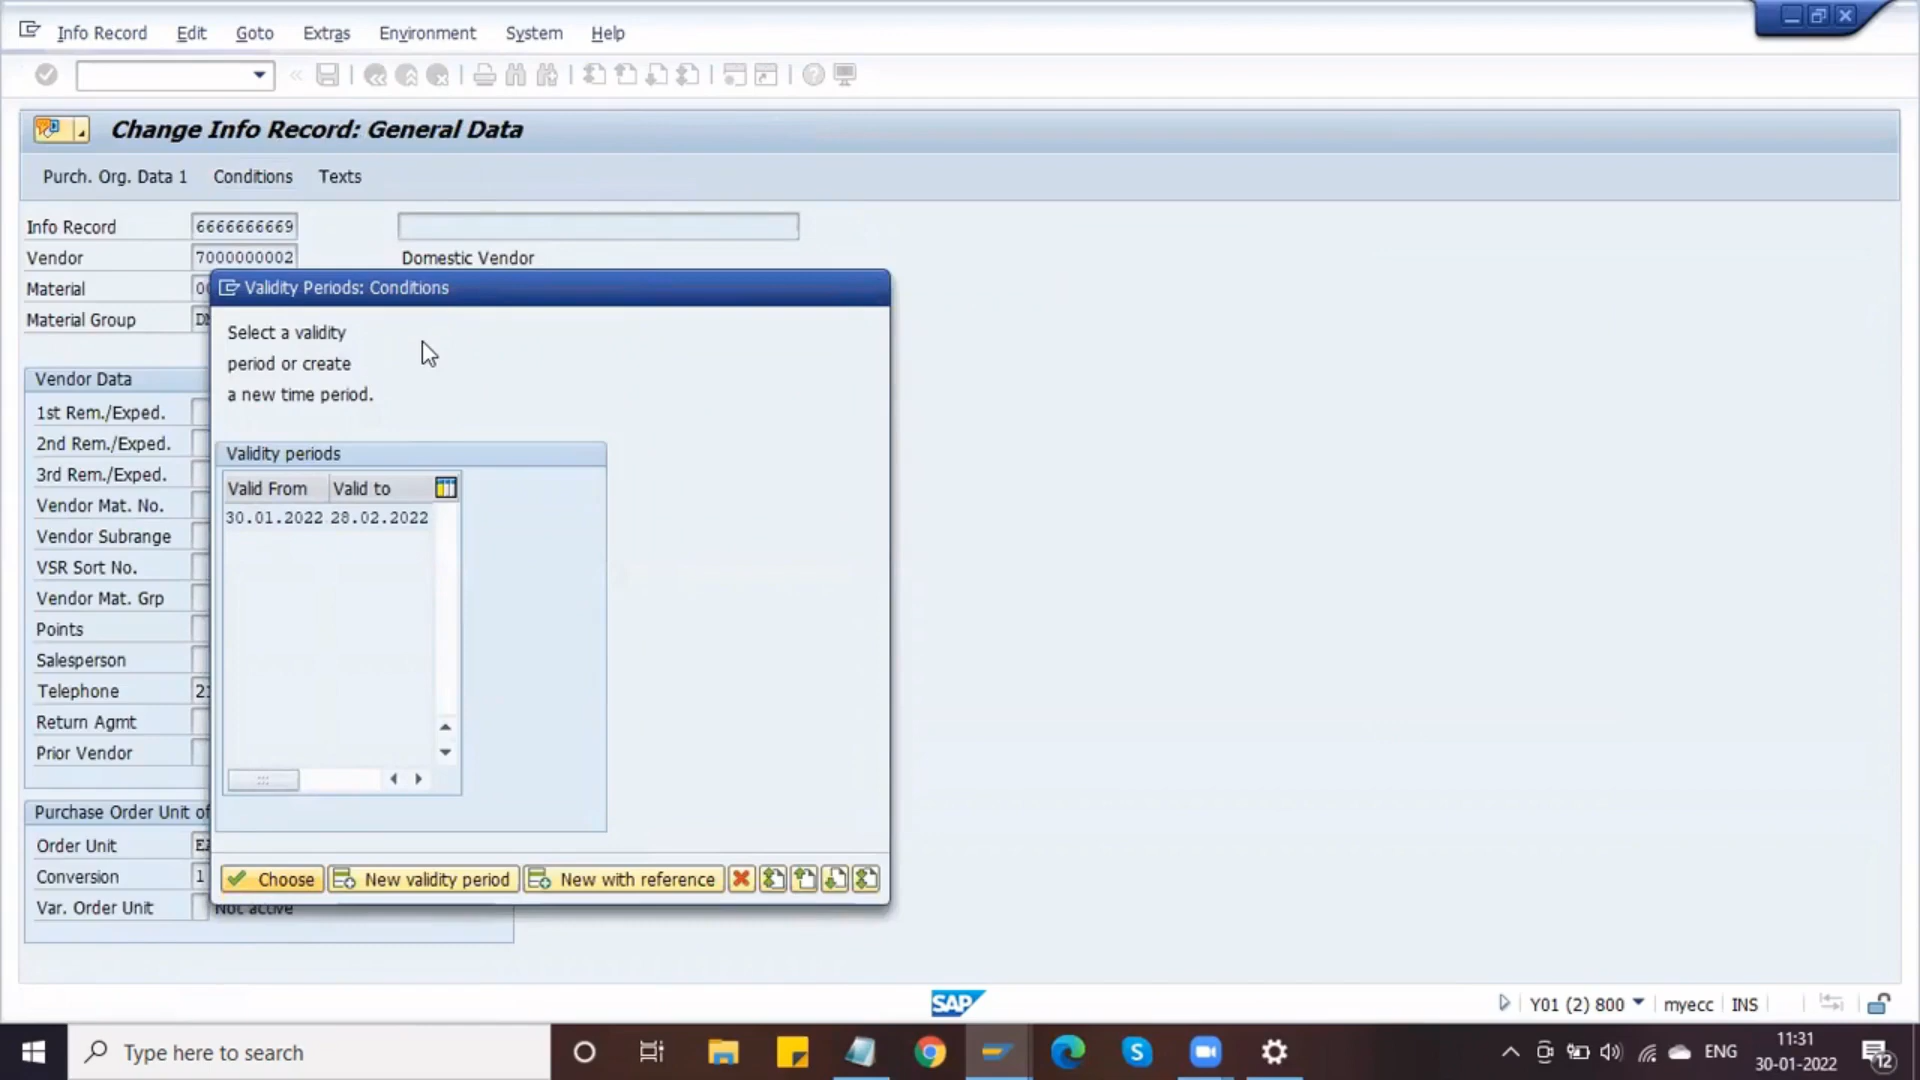 Info Record Edit Goto Extras Environment System Help
Change Info Record: General Data
Purch. Org. Data 1 Conditions Texts
Info Record 6666666669
Vendor 7000000002 Domestic Vendor
Material
Material Group
Validity Periods: Conditions
Select a validity
period or create
a new time period.
Validity periods
Valid From Valid to
30.01.2022 28.02.2022
Choose New validity period New with reference
Vendor Data
1st Rem./Exped.
2nd Rem./Exped.
3rd Rem./Exped.
Vendor Mat. No.
Vendor Subrange
VSR Sort No.
Vendor Mat. Grp
Points
Salesperson
Telephone
Return Agmt
Prior Vendor
Purchase Order Unit of
Order Unit
Conversion 1
Var. Order Unit Not active
SAP
Y01 (2) 800 myecc INS
Type here to search
ENG
11:31
30-01-2022
12